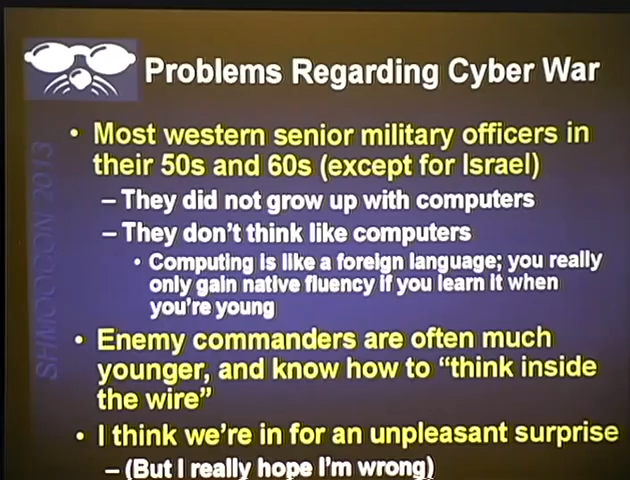 Problems Regarding Cyber War
• Most western senior military officers in
their 50s and 60s (except for Israel)
– They did not grow up with computers
– They don't think like computers
• Computing is like a foreign language; you really
only gain native fluency if you learn it when
you're young
• Enemy commanders are often much
younger, and know how to “think inside
the wire”
• I think we're in for an unpleasant surprise
– (But I really hope I'm wrong)
SHMOOCON 2013